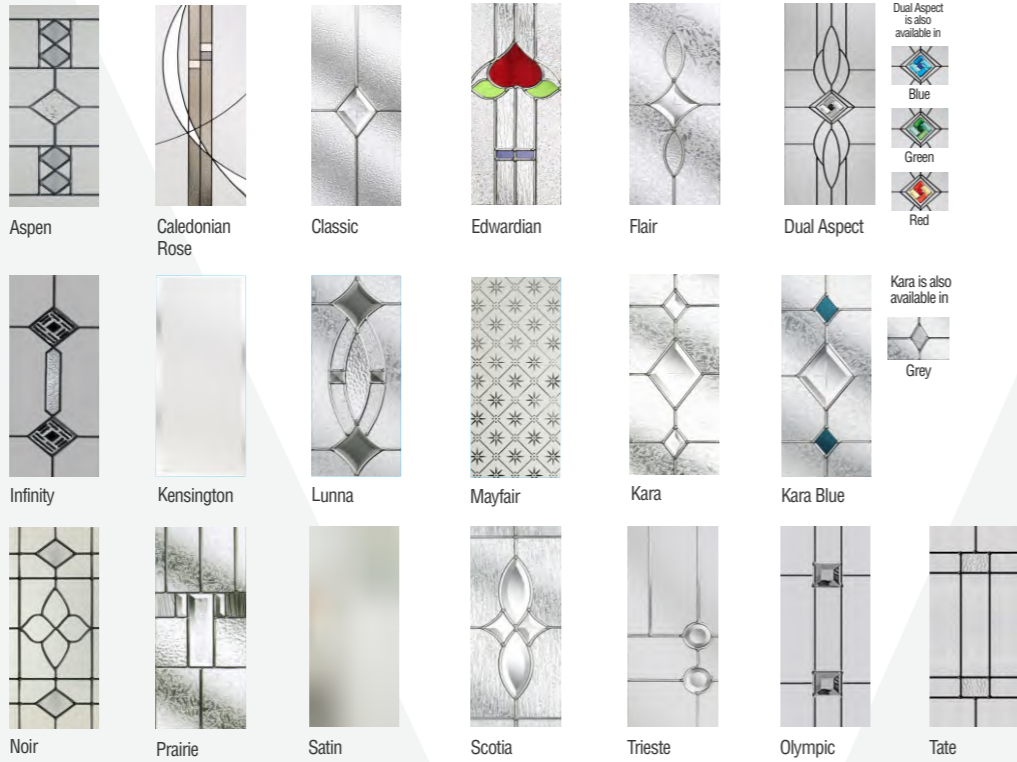 Dual Aspect
is also
available in
Blue
Green
Red
Aspen
Caledonian
Rose
Classic
Edwardian
Flair
Dual Aspect
Kara is also
available in
Grey
Infinity
Kensington
Lunna
Mayfair
Kara
Kara Blue
Noir
Prairie
Satin
Scotia
Trieste
Olympic
Tate